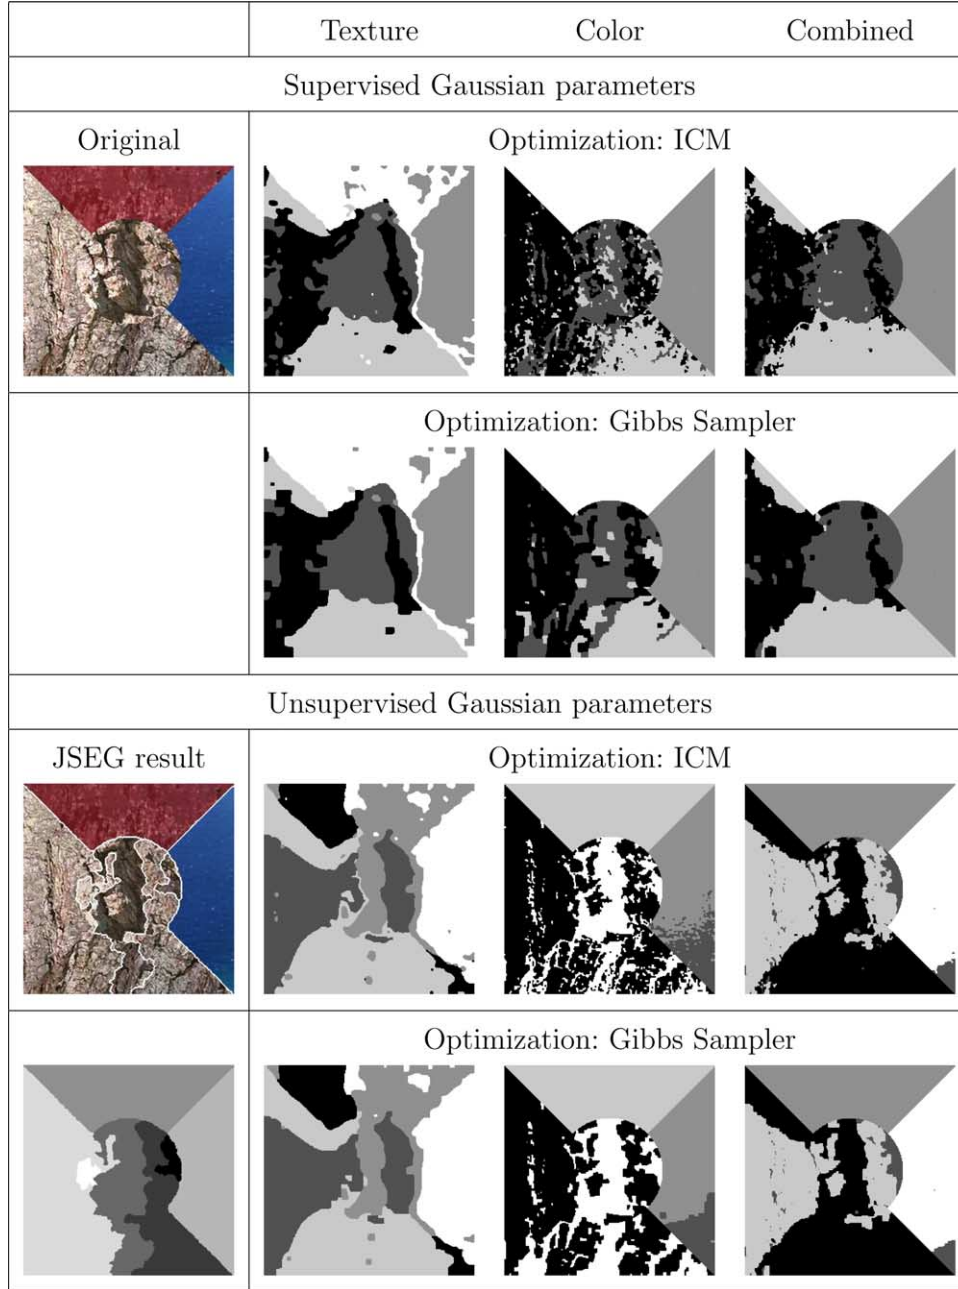 Texture Color Combined
Supervised Gaussian parameters
Original Optimization: ICM
Optimization: Gibbs Sampler
Unsupervised Gaussian parameters
JSEG result Optimization: ICM
Optimization: Gibbs Sampler